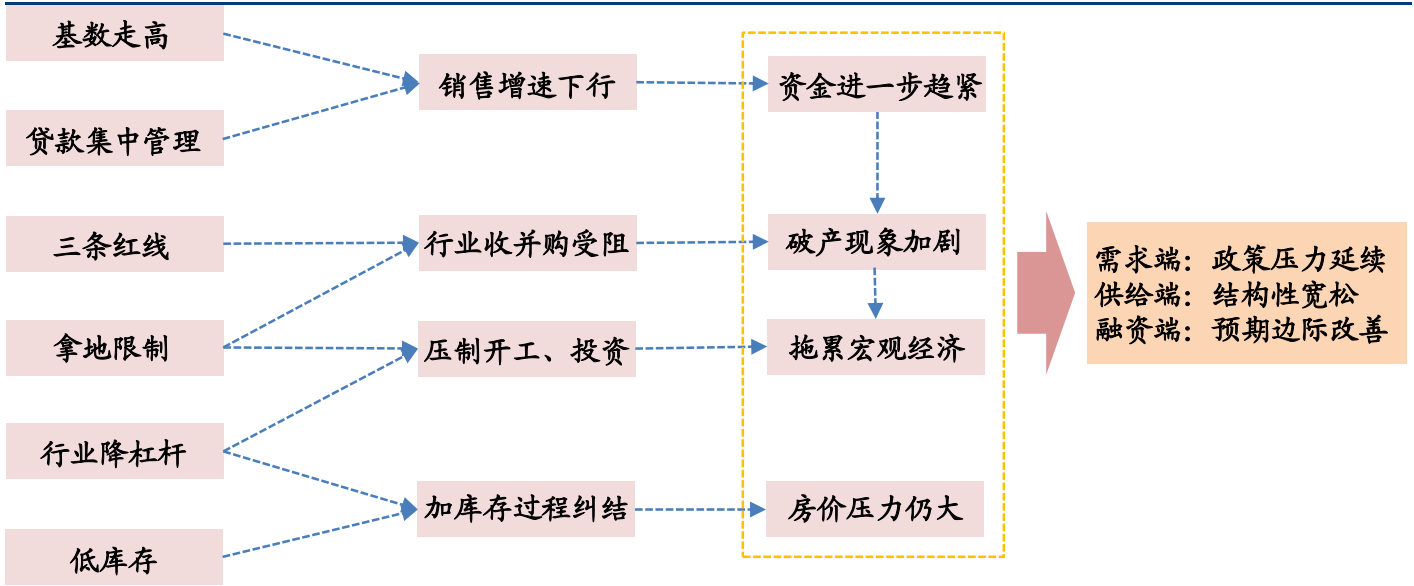 基数走高
贷款集中管理
三条红线
拿地限制
行业降杠杆
低库存
销售增速下行
行业收并购受阻
压制开工、投资
加库存过程纠结
资金进一步趋紧
破产现象加剧
拖累宏观经济
房价压力仍大
需求端：政策压力延续
供给端：结构性宽松
融资端：预期边际改善